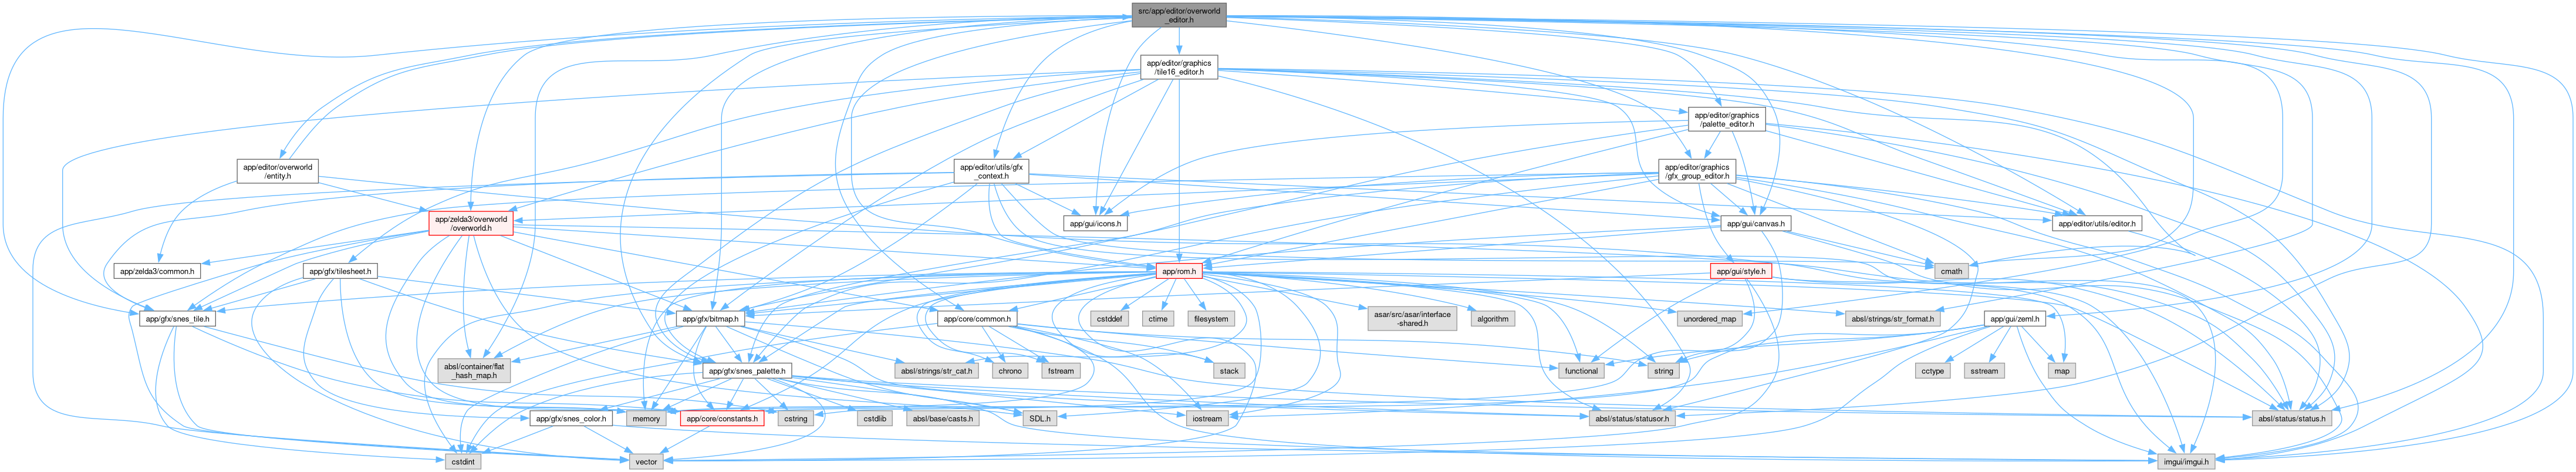 src/app/editor/overworld
_editor.h
app/editor/graphics
/tile16_editor.h
app/editor/graphics
/palette_editor.h
app/editor/overworld
/entity.h
app/editor/utils/gfx
_context.h
app/editor/graphics
/gfx_group_editor.h
app/zelda3/overworld
/overworld.h
app/gui/icons.h
app/gui/canvas.h
app/editor/utils/editor.h
app/zelda3/common.h
app/gfx/tilesheet.h
app/rom.h
app/gui/style.h
cmath
app/gfx/snes_tile.h
app/gfx/bitmap.h
app/core/common.h
cstddef
ctime
filesystem
asar/src/asar/interface
-shared.h
algorithm
unordered_map
absl/strings/str_format.h
app/gui/zeml.h
absl/container/flat
_hash_map.h
app/gfx/snes_palette.h
absl/strings/str_cat.h
chrono
fstream
stack
functional
string
cctype
sstream
map
app/gfx/snes_color.h
memory
app/core/constants.h
cstring
cstdlib
absl/base/casts.h
SDL.h
iostream
absl/status/statusor.h
absl/status/status.h
cstdint
vector
imgui/imgui.h